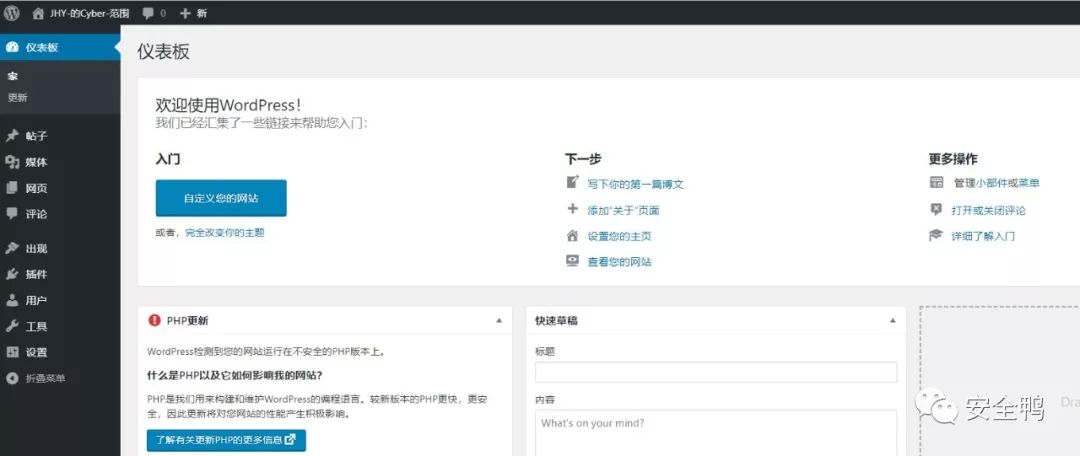 JHY-的Cyber-范围 0 新
仪表板
家
更新
帖子
媒体
网页
评论
出现
插件
用户
工具
设置
折叠菜单
仪表板
欢迎使用WordPress！
我们已经汇集了一些链接来帮助您入门：
入门
自定义您的网站
或者，完全改变你的主题
下一步
写下你的第一篇博文
添加“关于”页面
设置您的主页
查看您的网站
更多操作
管理小部件或菜单
打开或关闭评论
详细了解入门
PHP更新
WordPress检测到您的网站运行在不安全的PHP版本上。
什么是PHP以及它如何影响我的网站？
PHP是我们用来构建和维护WordPress的编程语言。较新版本的PHP更快，更安
全，因此更新将对您网站的性能产生积极影响。
了解有关更新PHP的更多信息
快速草稿
标题
内容
What's on your mind?
Dra
安全鸭